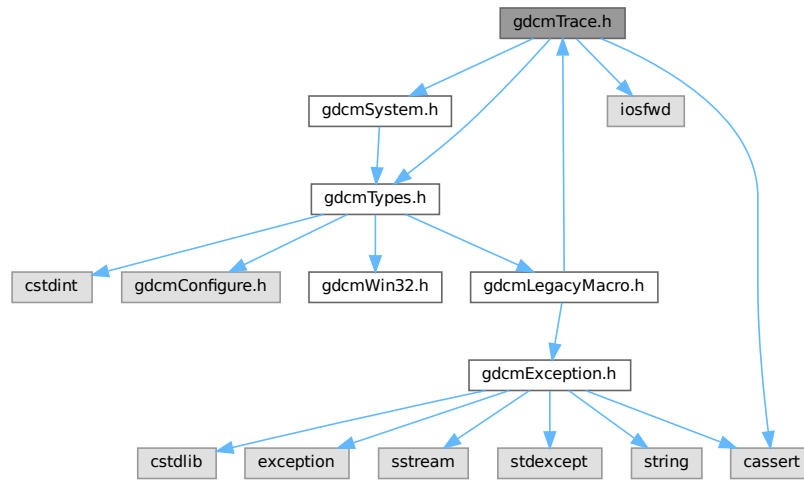 gdcmTrace.h
gdcmSystem.h
iosfwd
gdcmTypes.h
cstdint
gdcmConfigure.h
gdcmWin32.h
gdcmLegacyMacro.h
gdcmException.h
cstdlib
exception
sstream
stdexcept
string
cassert